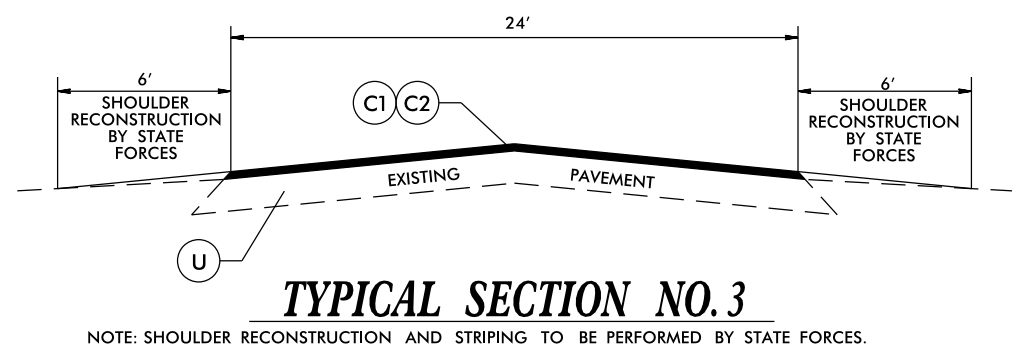 24'
6'
SHOULDER
RECONSTRUCTION
BY STATE
FORCES
C1 C2
6'
SHOULDER
RECONSTRUCTION
BY STATE
FORCES
EXISTING PAVEMENT
U
TYPICAL SECTION NO. 3
NOTE: SHOULDER RECONSTRUCTION AND STRIPING TO BE PERFORMED BY STATE FORCES.